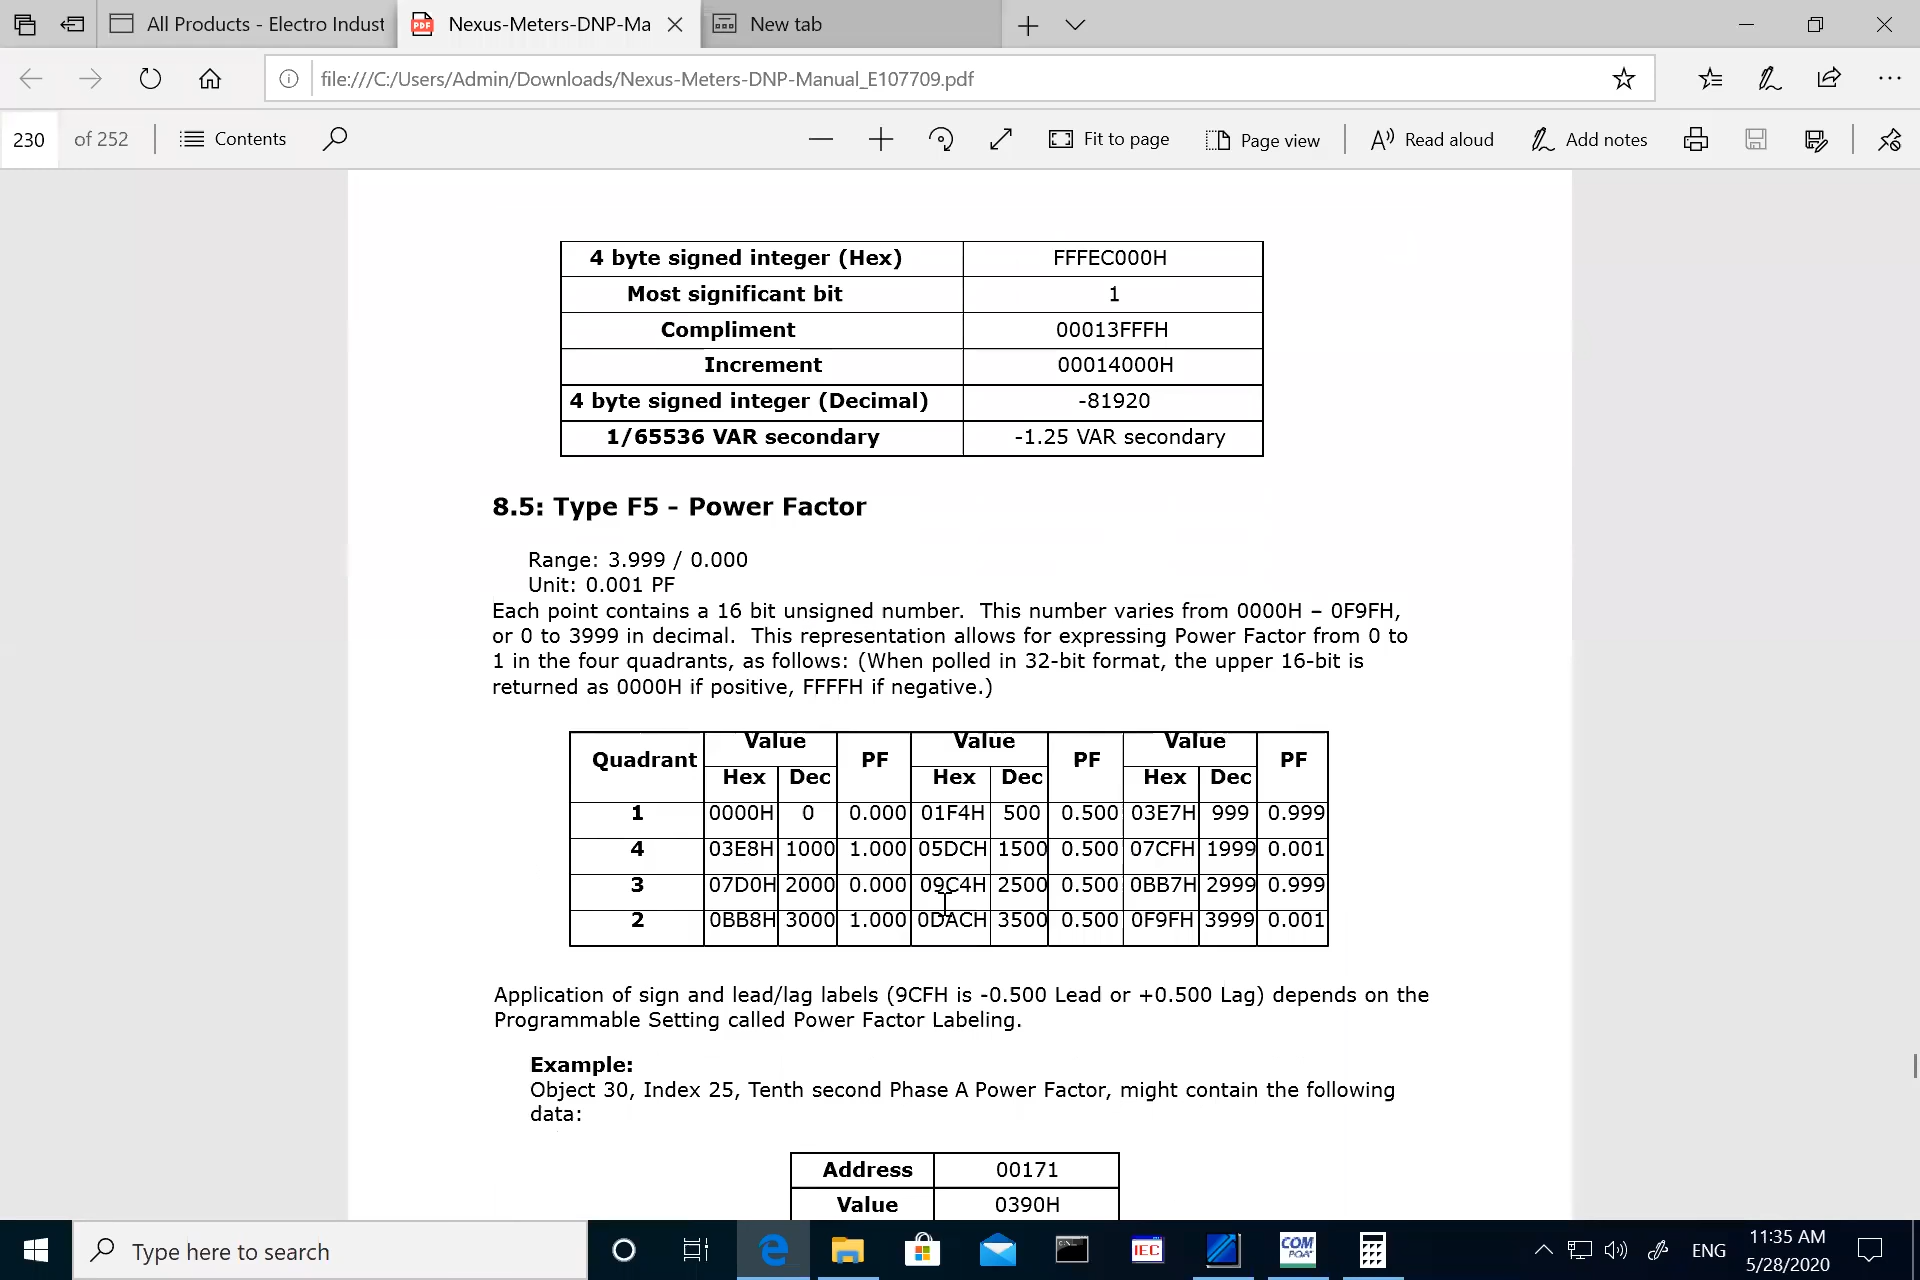 All Products - Electro Indust
Nexus-Meters-DNP-Ma
New tab
file:///C:/Users/Admin/Downloads/Nexus-Meters-DNP-Manual_E107709.pdf
230 of 252 Contents Fit to page Page view Read aloud Add notes
4 byte signed integer (Hex) FFFEC000H
Most significant bit 1
Compliment 00013FFFH
Increment 00014000H
4 byte signed integer (Decimal) -81920
1/65536 VAR secondary -1.25 VAR secondary
8.5: Type F5 - Power Factor
Range: 3.999 / 0.000
Unit: 0.001 PF
Each point contains a 16 bit unsigned number. This number varies from 0000H – 0F9FH,
or 0 to 3999 in decimal. This representation allows for expressing Power Factor from 0 to
1 in the four quadrants, as follows: (When polled in 32-bit format, the upper 16-bit is
returned as 0000H if positive, FFFFH if negative.)
Quadrant Value PF Value PF Value PF
Hex Dec Hex Dec Hex Dec
1 0000H 0 0.000 01F4H 500 0.500 03E7H 999 0.999
4 03E8H 1000 1.000 05DCH 1500 0.500 07CFH 1999 0.001
3 07D0H 2000 0.000 09C4H 2500 0.500 0BB7H 2999 0.999
2 0BB8H 3000 1.000 0DACH 3500 0.500 0F9FH 3999 0.001
Application of sign and lead/lag labels (9CFH is -0.500 Lead or +0.500 Lag) depends on the
Programmable Setting called Power Factor Labeling.
Example:
Object 30, Index 25, Tenth second Phase A Power Factor, might contain the following
data:
Address 00171
Value 0390H
Type here to search
IEC
COM
PQA
ENG
11:35 AM
5/28/2020